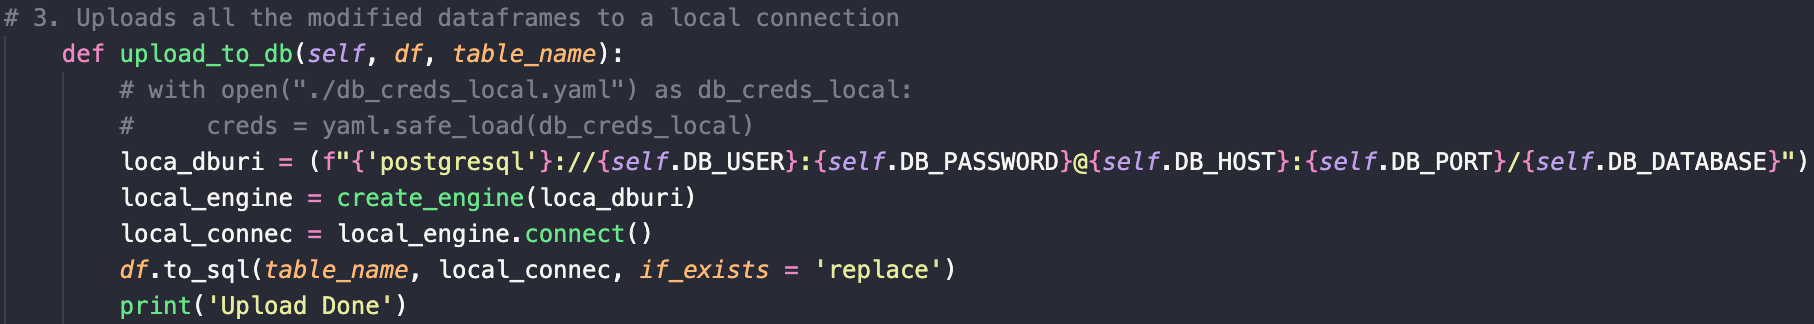 # 3. Uploads all the modified dataframes to a local connection
def upload_to_db(self, df, table_name):
# with open("./db_creds_local.yaml") as db_creds_local:
#     creds = yaml.safe_load(db_creds_local)
loca_dburi = (f"{'postgresql'}://{self.DB_USER}:{self.DB_PASSWORD}@{self.DB_HOST}:{self.DB_PORT}/{self.DB_DATABASE}")
local_engine = create_engine(loca_dburi)
local_connec = local_engine.connect()
df.to_sql(table_name, local_connec, if_exists = 'replace')
print('Upload Done')